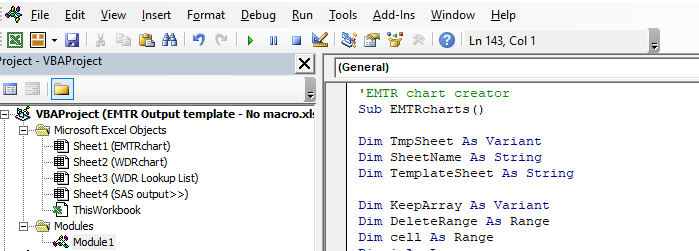 File Edit View Insert Format Debug Run Tools Add-Ins Window Help
Ln 143, Col 1
Project - VBAProject
VBAProject (EMTR Output template - No macro.xls
Microsoft Excel Objects
Sheet1 (EMTRchart)
Sheet2 (WDRchart)
Sheet3 (WDR Lookup List)
Sheet4 (SAS output>>)
ThisWorkbook
Modules
Module1
(General)
'EMTR chart creator
Sub EMTRcharts()
Dim TmpSheet As Variant
Dim SheetName As String
Dim TemplateSheet As String
Dim KeepArray As Variant
Dim DeleteRange As Range
Dim cell As Range